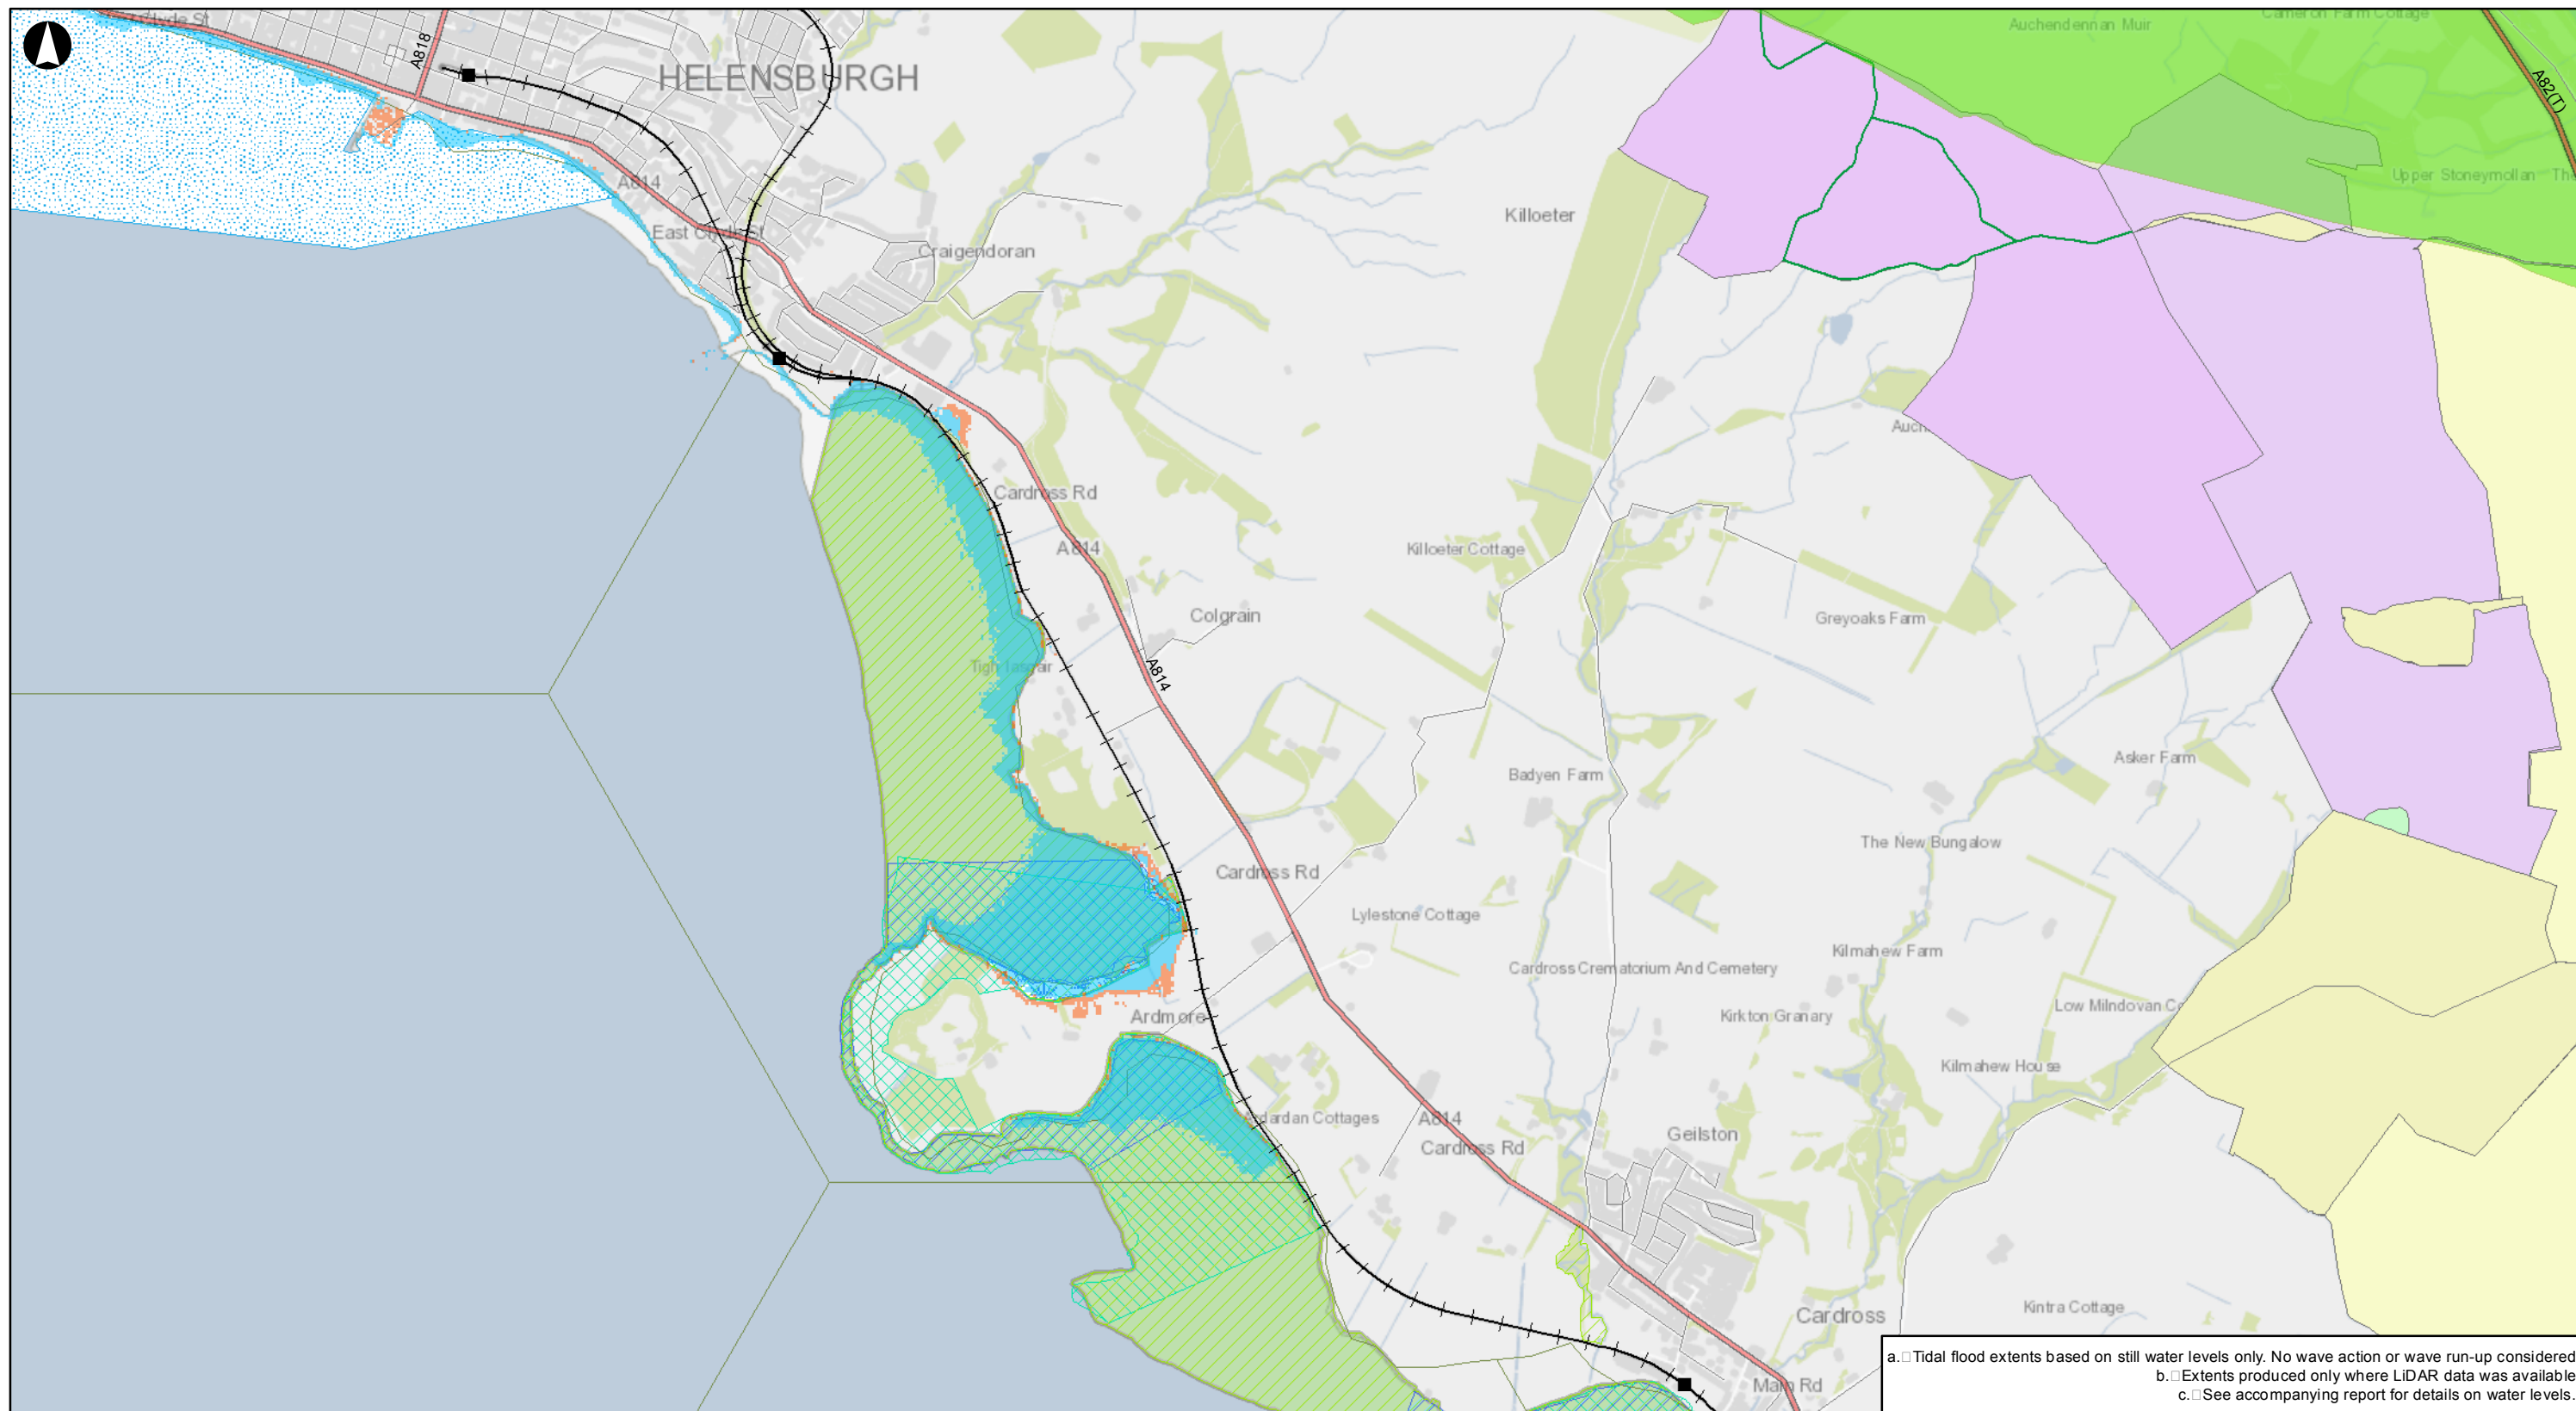 Clyde St
Auchendennan Muir
Cameron Farm Cottage
A818
HELENSBURGH
A82(T)
Upper Stoneymollan
A814
East Clyde St
Killoeter
Craigendoran
Cardross Rd
A814
Killoeter Cottage
Colgrain
Greyoaks Farm
Tigh Iasgair
A814
Badyen Farm
Asker Farm
The New Bungalow
Cardross Rd
Lylestone Cottage
Kilmahew Farm
Cardross Crematorium And Cemetery
Low Milndovan
Ardmore
Kirkton Granary
Kilmahew House
Cottages
A814
Cardross Rd
Geilston
Kintra Cottage
Cardross
Main Rd
a.□Tidal flood extents based on still water levels only. No wave action or wave run-up considered
b.□Extents produced only where LiDAR data was available
c.□See accompanying report for details on water levels.